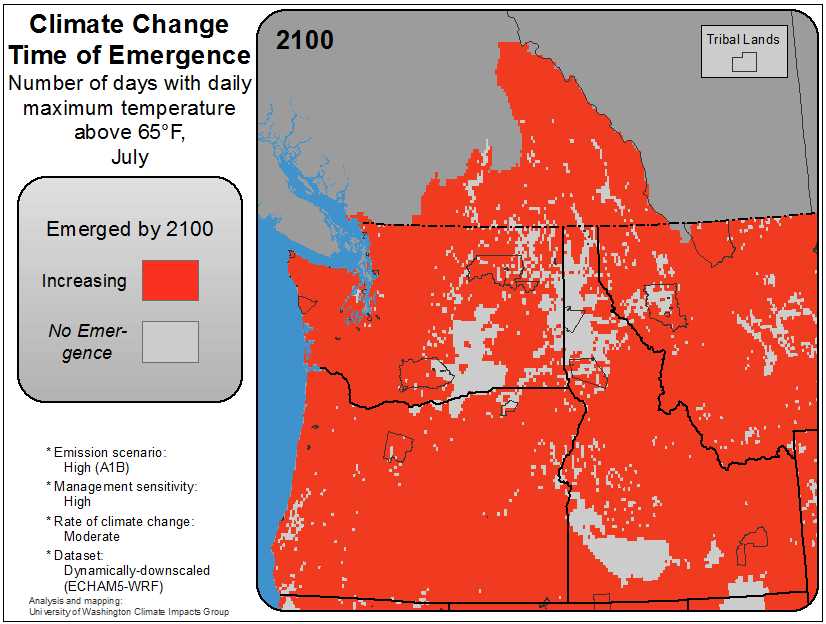 Climate Change
Time of Emergence
Number of days with daily
maximum temperature
above 65°F,
July
Emerged by 2100
Increasing
No Emer-
gence
* Emission scenario:
High (A1B)
* Management sensitivity:
High
* Rate of climate change:
Moderate
* Dataset:
Dynamically-downscaled
(ECHAM5-WRF)
Analysis and mapping:
University of Washington Climate Impacts Group
2100
Tribal Lands